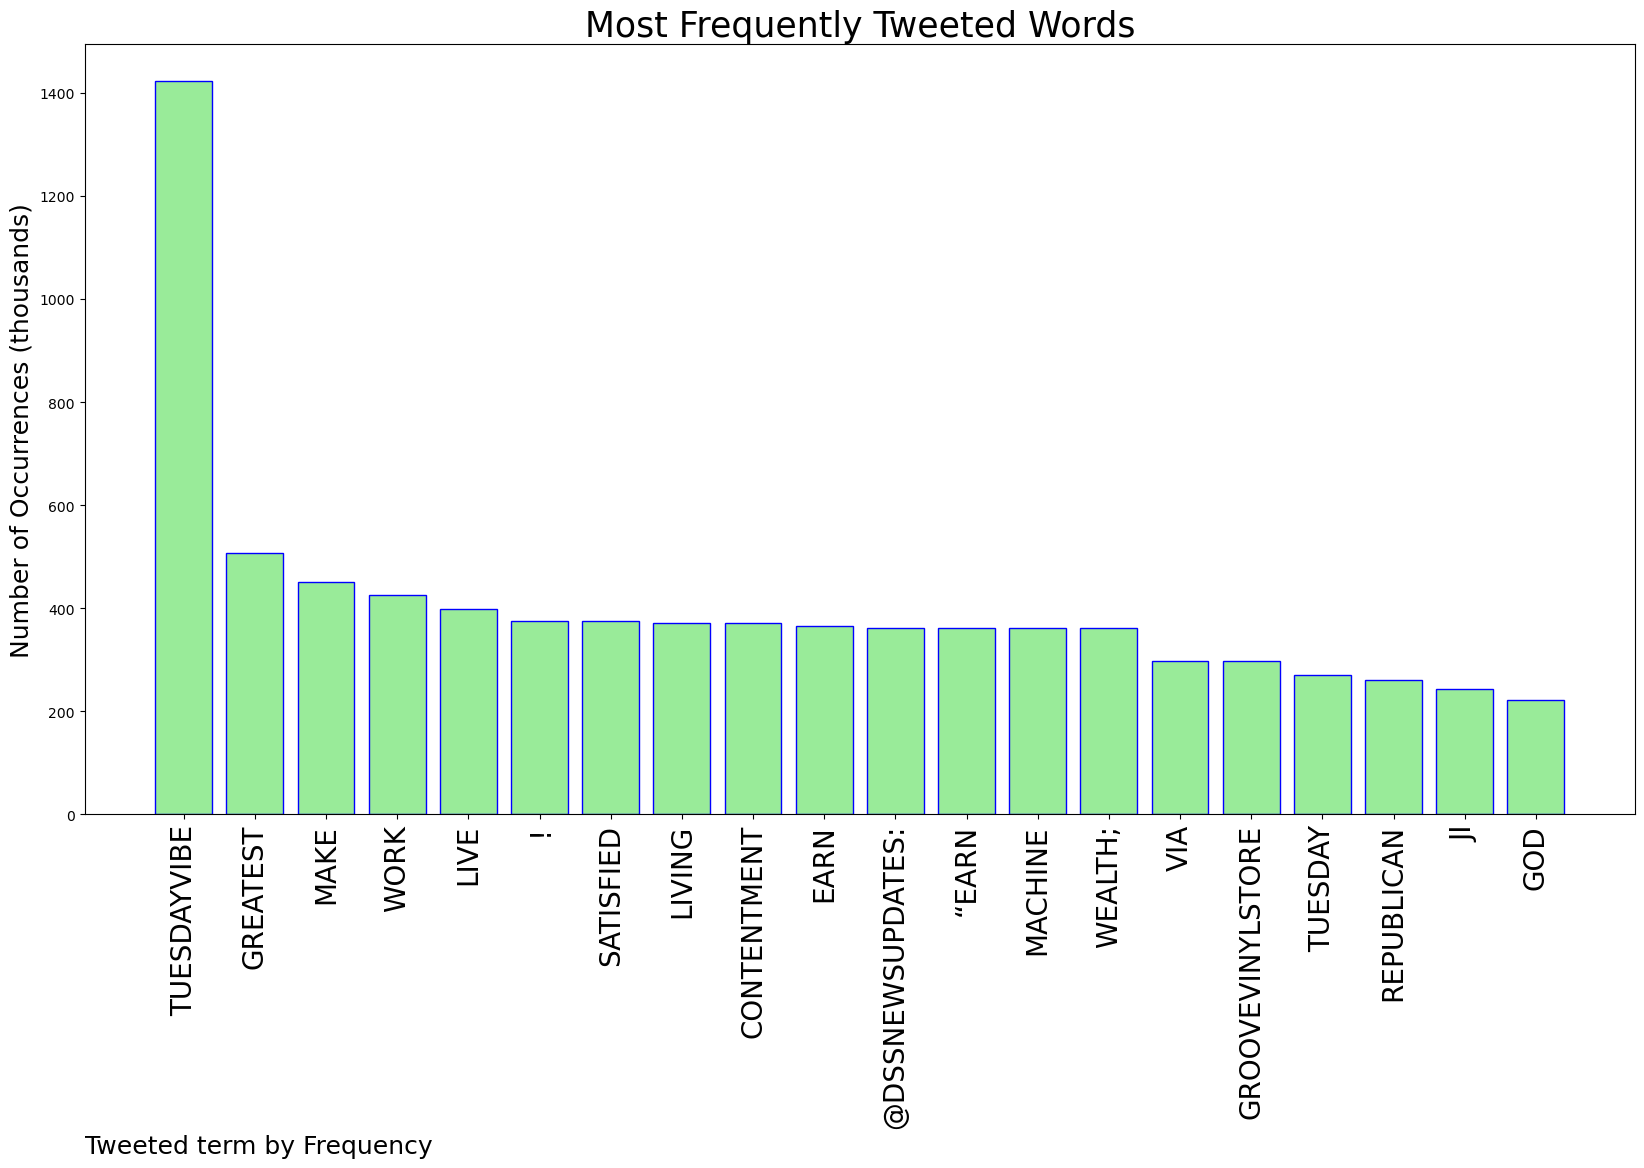 Most Frequently Tweeted Words
Number of Occurrences (thousands)
1400
1200
1000
800
600
400
200
0
TUESDAYVIBE
GREATEST
MAKE
WORK
LIVE
!
SATISFIED
LIVING
CONTENTMENT
EARN
@DSSNEWSUPDATES:
“EARN
MACHINE
WEALTH;
VIA
GROOVEVINYLSTORE
TUESDAY
REPUBLICAN
JI
GOD
Tweeted term by Frequency